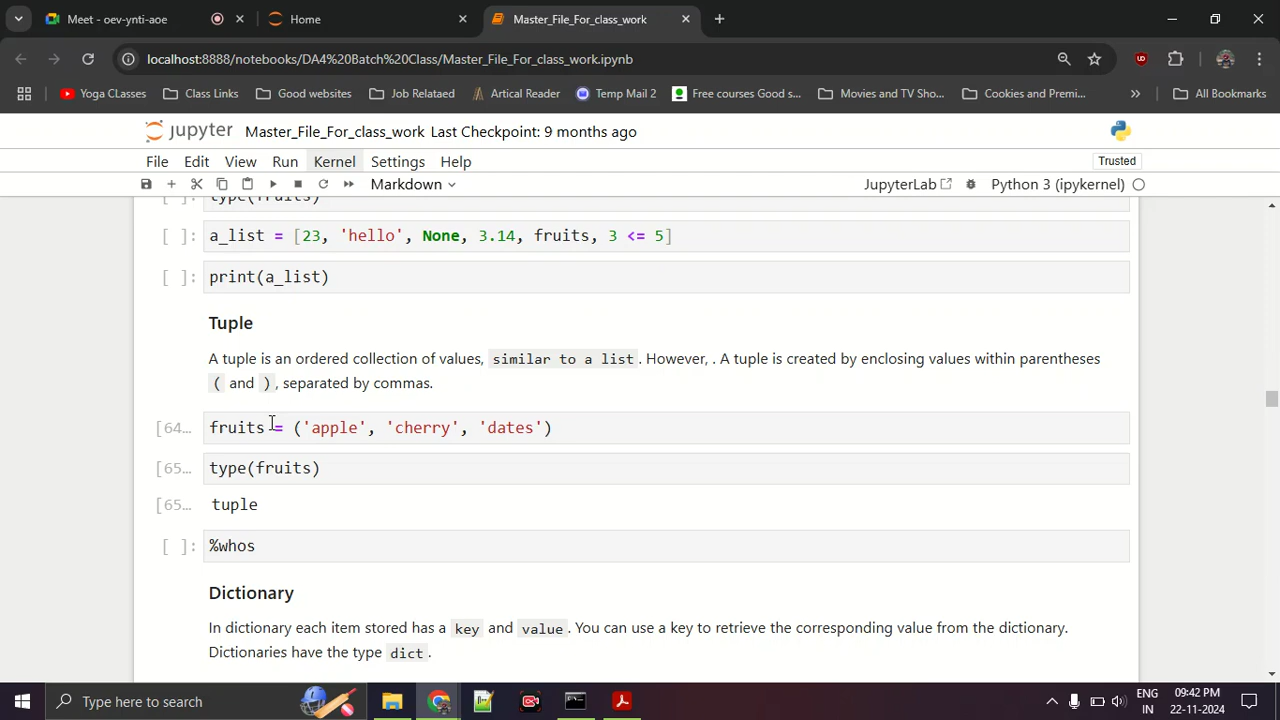 Meet - oev-ynti-aoe
Home
Master_File_For_class_work
localhost:8888/notebooks/DA4%20Batch%20Class/Master_File_For_class_work.ipynb
Yoga CLasses
Class Links
Good websites
Job Relataed
Artical Reader
Temp Mail 2
Free courses Good s...
Movies and TV Sho...
Cookies and Premi...
All Bookmarks
jupyter Master_File_For_class_work Last Checkpoint: 9 months ago
File Edit View Run Kernel Settings Help
Trusted
Markdown
JupyterLab
Python 3 (ipykernel)
[ ]: type(fruits)
[ ]: a_list = [23, 'hello', None, 3.14, fruits, 3 <= 5]
[ ]: print(a_list)
Tuple
A tuple is an ordered collection of values, similar to a list. However, . A tuple is created by enclosing values within parentheses
( and ), separated by commas.
[64... fruits = ('apple', 'cherry', 'dates')
[65... type(fruits)
[65... tuple
[ ]: %whos
Dictionary
In dictionary each item stored has a key and value. You can use a key to retrieve the corresponding value from the dictionary.
Dictionaries have the type dict.
Type here to search
ENG
IN
09:42 PM
22-11-2024